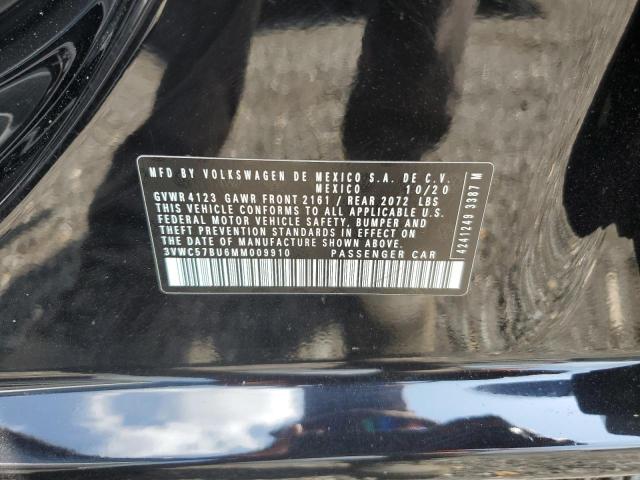 MFD BY VOLKSWAGEN DE MEXICO S.A. DE C.V.
MEXICO 10/20
GVWR 4123 GAWR FRONT 2161 / REAR 2072 LBS
THIS VEHICLE CONFORMS TO ALL APPLICABLE U.S.
FEDERAL MOTOR VEHICLE SAFETY, BUMPER AND
THEFT PREVENTION STANDARDS IN EFFECT ON
THE DATE OF MANUFACTURE SHOWN ABOVE.
3VWC57BU6MM009910 PASSENGER CAR
4241249 3387 M